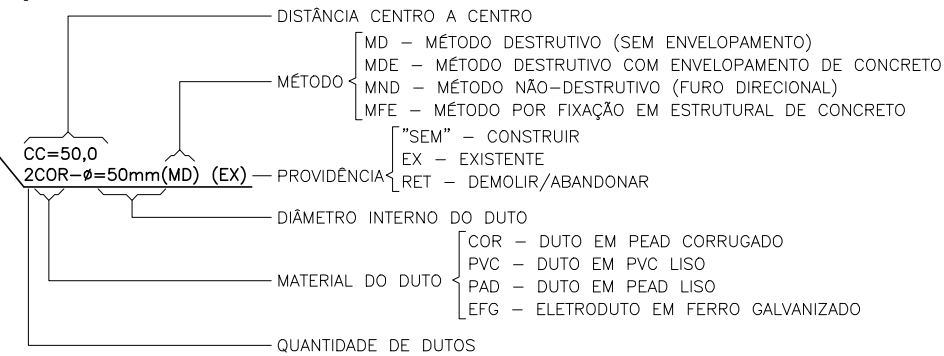 DISTÂNCIA CENTRO A CENTRO
MÉTODO
MD – MÉTODO DESTRUTIVO (SEM ENVELOPAMENTO)
MDE – MÉTODO DESTRUTIVO COM ENVELOPAMENTO DE CONCRETO
MND – MÉTODO NÃO-DESTRUTIVO (FURO DIRECIONAL)
MFE – MÉTODO POR FIXAÇÃO EM ESTRUTURAL DE CONCRETO
CC=50,0
2COR-ø=50mm(MD) (EX)
PROVIDÊNCIA
"SEM" – CONSTRUIR
EX – EXISTENTE
RET – DEMOLIR/ABANDONAR
DIÂMETRO INTERNO DO DUTO
MATERIAL DO DUTO
COR – DUTO EM PEAD CORRUGADO
PVC – DUTO EM PVC LISO
PAD – DUTO EM PEAD LISO
EFG – ELETRODUTO EM FERRO GALVANIZADO
QUANTIDADE DE DUTOS